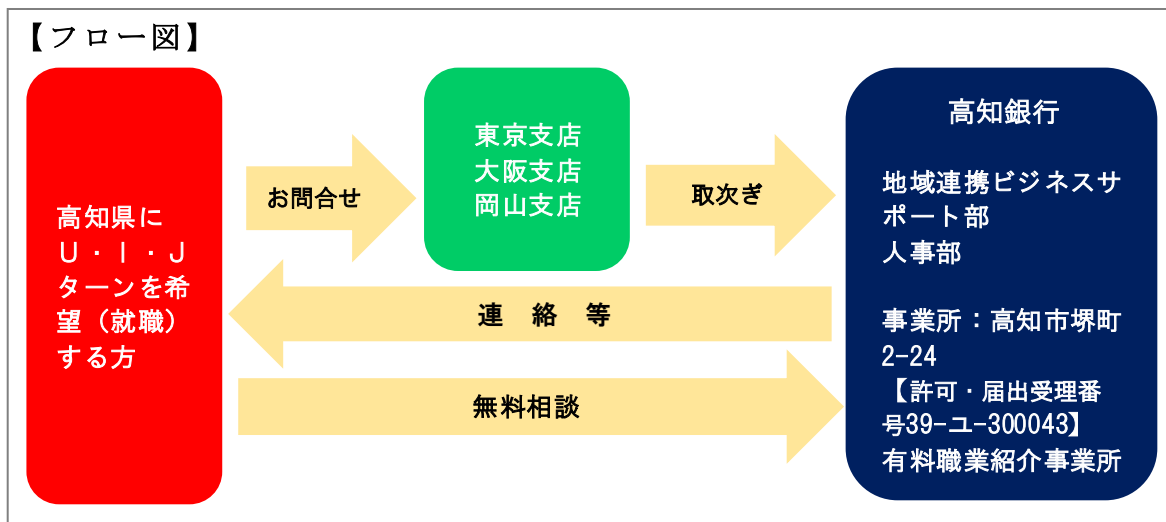 【フロー図】
高知県に
U・I・J
ターンを希
望（就職）
する方
お問合せ
東京支店
大阪支店
岡山支店
取次ぎ
連　絡　等
無料相談
高知銀行
地域連携ビジネスサ
ポート部
人事部
事業所：高知市堺町
2-24
【許可・届出受理番
号39-ユ-300043】
有料職業紹介事業所